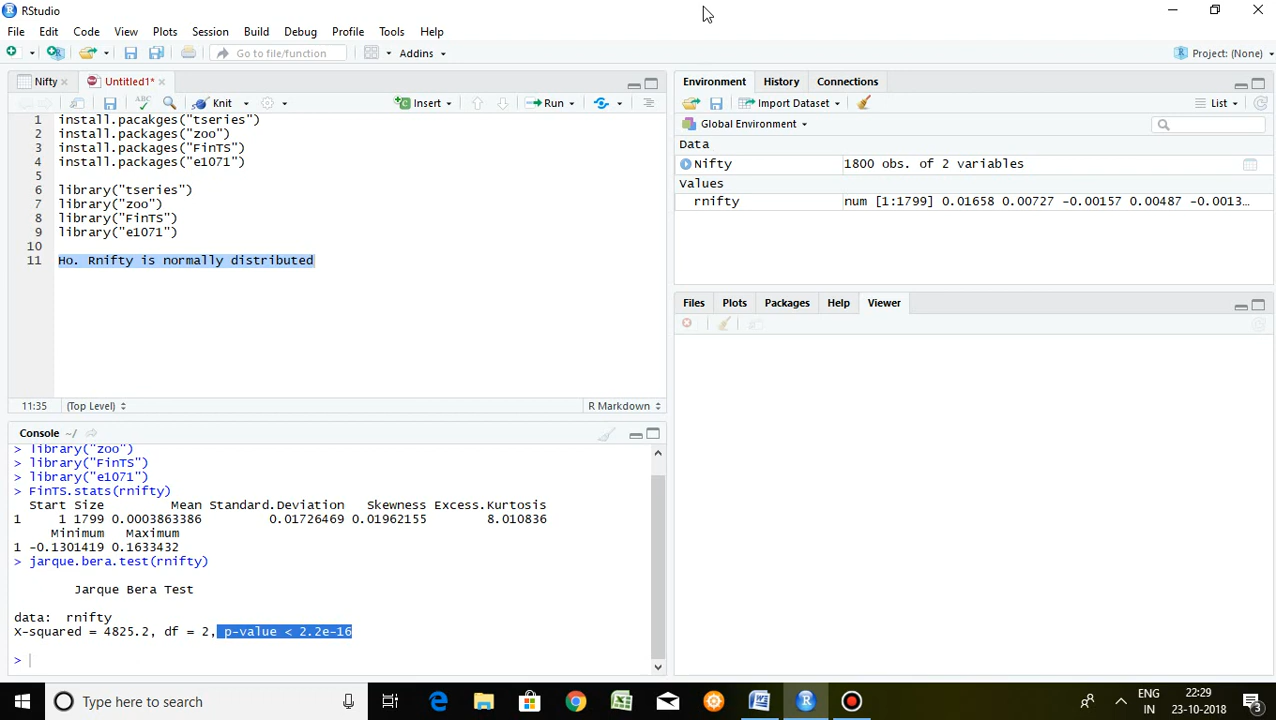 RStudio
File Edit Code View Plots Session Build Debug Profile Tools Help
Go to file/function Addins Project: (None)
Nifty Untitled1*
Knit Insert Run
1 install.pacakges("tseries")
2 install.packages("zoo")
3 install.packages("FinTS")
4 install.packages("e1071")
5
6 library("tseries")
7 library("zoo")
8 library("FinTS")
9 library("e1071")
10
11 Ho. Rnifty is normally distributed
11:35 (Top Level) R Markdown
Console ~/
> library("zoo")
> library("FinTS")
> library("e1071")
> FinTS.stats(rnifty)
Start Size Mean Standard.Deviation Skewness Excess.Kurtosis
1 1 1799 0.0003863386 0.01726469 0.01962155 8.010836
Minimum Maximum
1 -0.1301419 0.1633432
> jarque.bera.test(rnifty)
Jarque Bera Test
data: rnifty
X-squared = 4825.2, df = 2, p-value < 2.2e-16
>
Environment History Connections
Import Dataset List
Global Environment
Data
Nifty 1800 obs. of 2 variables
Values
rnifty num [1:1799] 0.01658 0.00727 -0.00157 0.00487 -0.0013...
Files Plots Packages Help Viewer
Type here to search
ENG
IN
22:29
23-10-2018
3